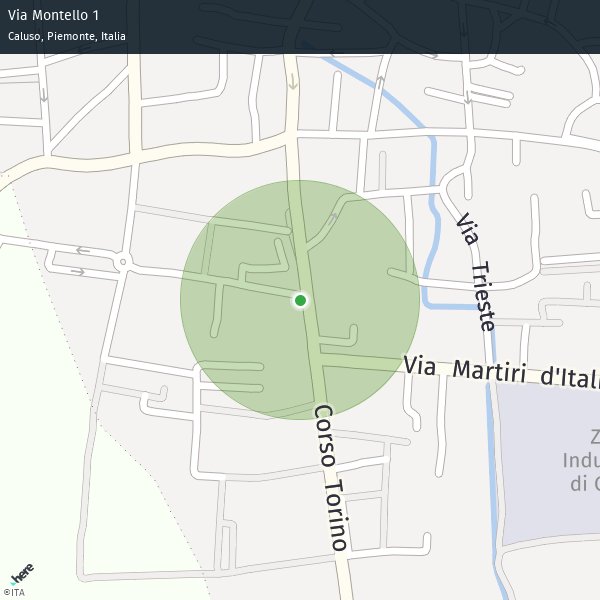 Via Montello 1
Caluso, Piemonte, Italia
Via Trieste
Via Martiri d'Itali
Corso Torino
Z
Indu
di
here
©ITA